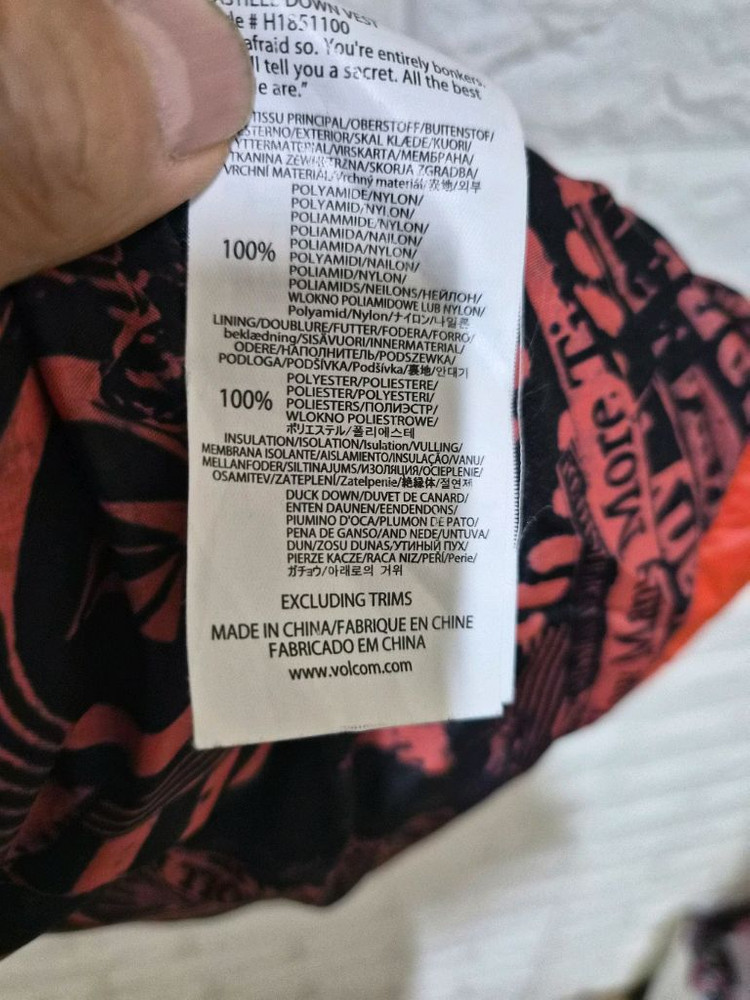 DOWN VEST
# H1851100
afraid so. You're entirely bonkers.
tell you a secret. All the best
are."
TISSU PRINCIPAL/OBERSTOFF/BUITENSTOF/
ESTERNO/EXTERIOR/SKAL KLÆDE/KUORI/
YTTERMATERIAL/VIRSKARTA/МЕМБРАНА/
TKANINA ZEWNĘTRZNA/SKORJA ZGRADBA/
VRCHNÍ MATERIÁL/Vrchný materiál/表地/외부
100%
POLYAMIDE/NYLON/
POLYAMID/NYLON/
POLIAMMIDE/NYLON/
POLIAMIDA/NAILON/
POLIAMIDA/NYLON/
POLYAMIDI/NAILON/
POLIAMID/NYLON/
POLIAMIDS/NEILONS/НЕЙЛОН/
WLOKNO POLIAMIDOWE LUB NYLON/
Polyamid/Nylon/ナイロン/나일론
LINING/DOUBLURE/FUTTER/FODERA/FORRO/
beklædning/SISÄVUORI/INNERMATERIAL/
ODERE/НАПОЛНИТЕЛЬ/PODSZEWKA/
PODLOGA/PODŠÍVKA/Podšívka/裏地/안대기
100%
POLYESTER/POLIESTERE/
POLIESTER/POLYESTERI/
POLIESTERS/ПОЛИЭСТР/
WLOKNO POLIESTROWE/
ポリエステル/폴리에스테
INSULATION/ISOLATION/Isulation/VULLING/
MEMBRANA ISOLANTE/AISLAMIENTO/INSULAÇÃO/VANU/
MELLANFODER/SILTINAJUMS/ИЗОЛЯЦИЯ/OCIEPLENIE/
OSAMITEV/ZATEPLENÍ/Zatelpenie/絶縁体/절연제
DUCK DOWN/DUVET DE CANARD/
ENTEN DAUNEN/EENDENDONS/
PIUMINO D'OCA/PLUMON DE PATO/
PENA DE GANSO/AND NEDE/UNTUVA/
DUN/ZOSU DUNAS/УТИНЫЙ ПУХ/
PIERZE KACZE/RACA NIZ/PEŘÍ/Perie/
ガチョウ/아래로의 거위
EXCLUDING TRIMS
MADE IN CHINA/FABRIQUE EN CHINE
FABRICADO EM CHINA
www.volcom.com
More